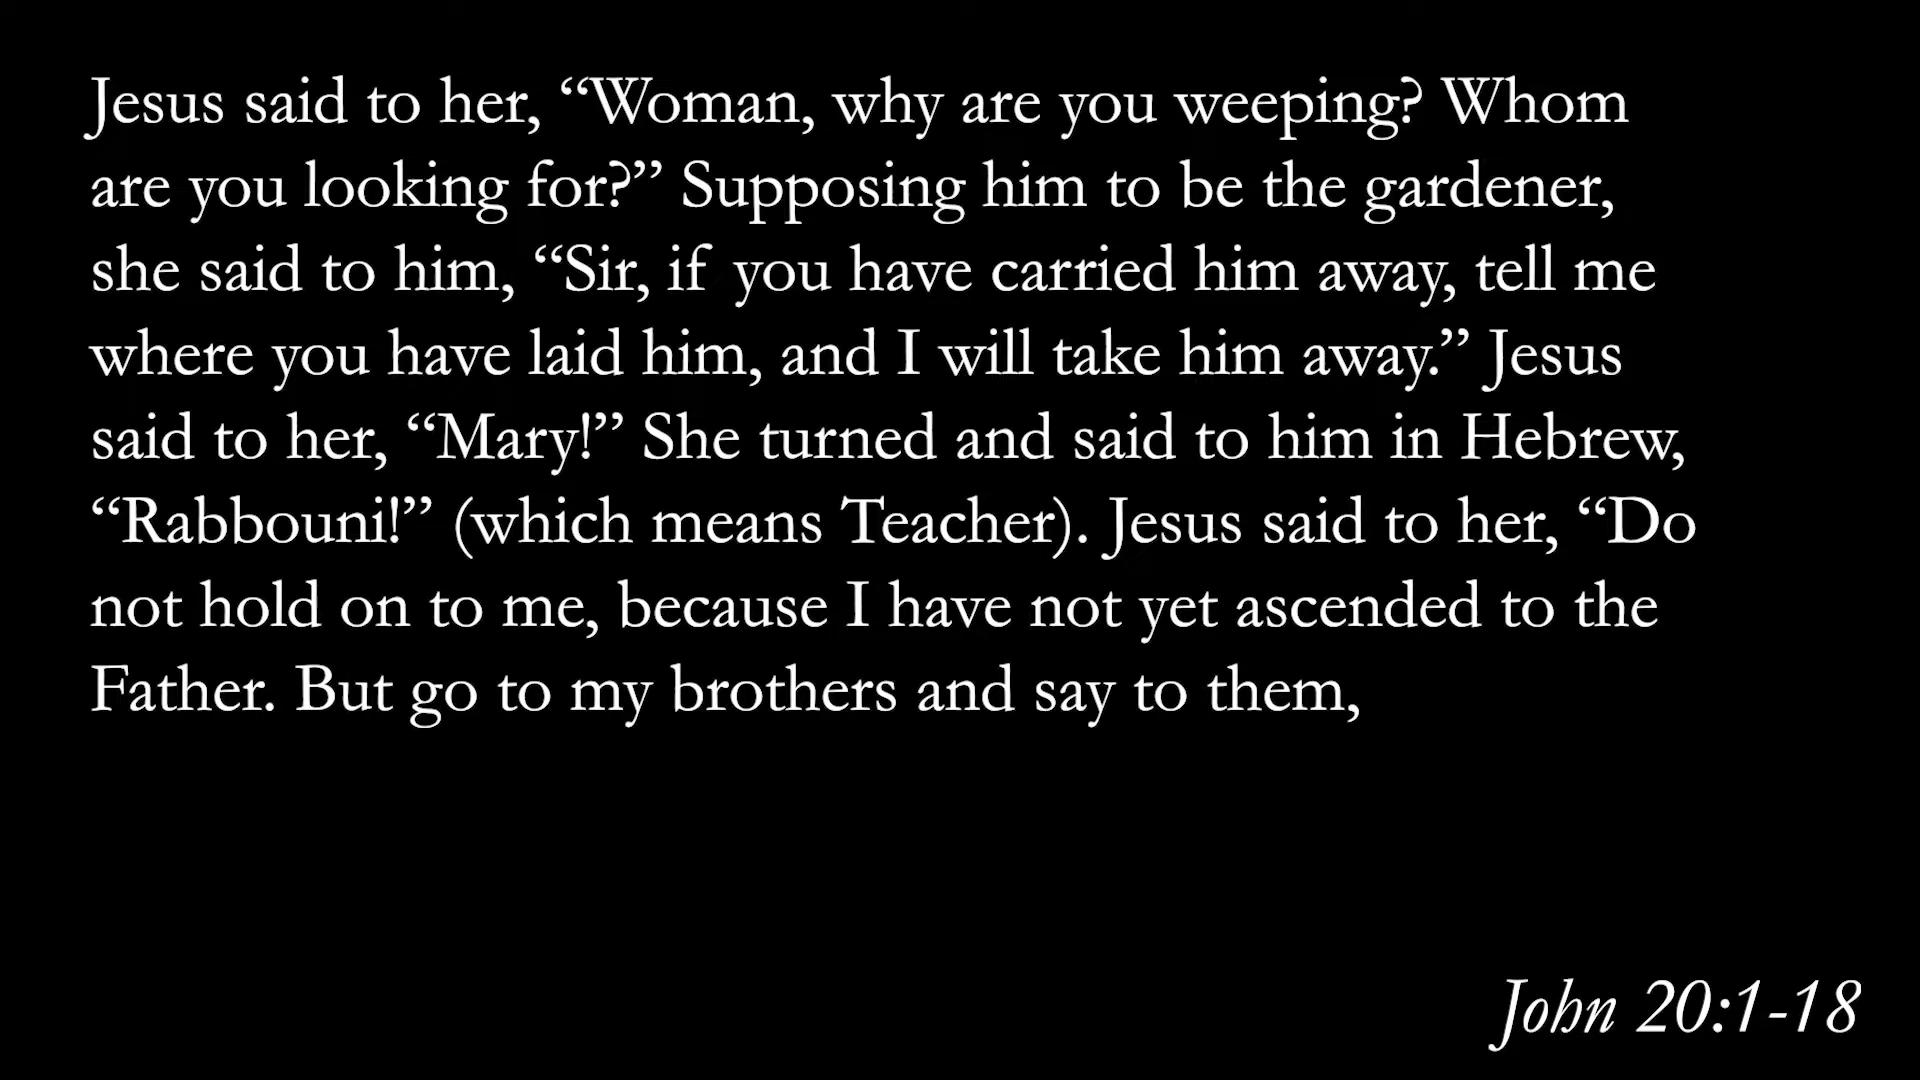 Jesus said to her, “Woman, why are you weeping? Whom
are you looking for?” Supposing him to be the gardener,
she said to him, “Sir, if you have carried him away, tell me
where you have laid him, and I will take him away.” Jesus
said to her, “Mary!” She turned and said to him in Hebrew,
“Rabbouni!” (which means Teacher). Jesus said to her, “Do
not hold on to me, because I have not yet ascended to the
Father. But go to my brothers and say to them,
John 20:1-18